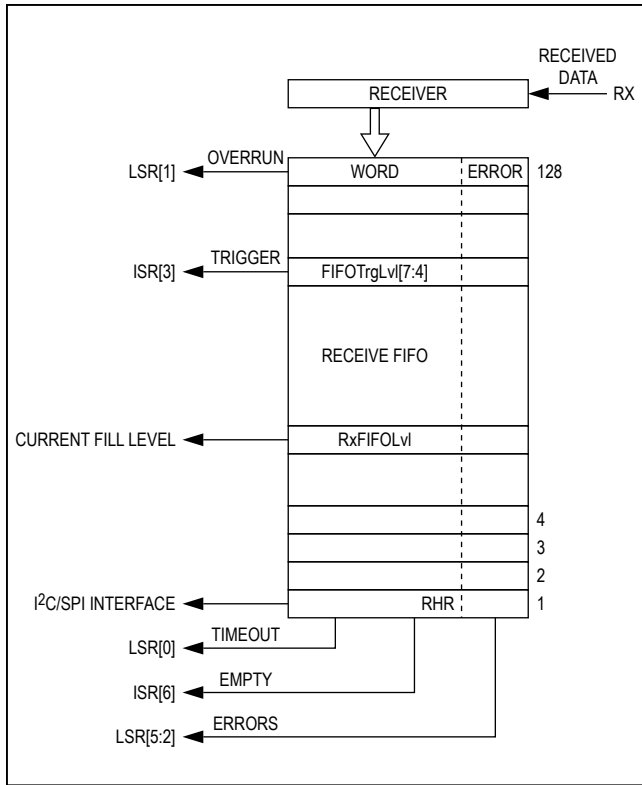 RECEIVED
DATA
RECEIVER
RX
OVERRUN
LSR[1]
WORD
ERROR
128
TRIGGER
ISR[3]
FIFOTrgLvl[7:4]
RECEIVE FIFO
CURRENT FILL LEVEL
RxFIFOLvl
4
3
2
I2C/SPI INTERFACE
RHR
1
TIMEOUT
LSR[0]
EMPTY
ISR[6]
ERRORS
LSR[5:2]